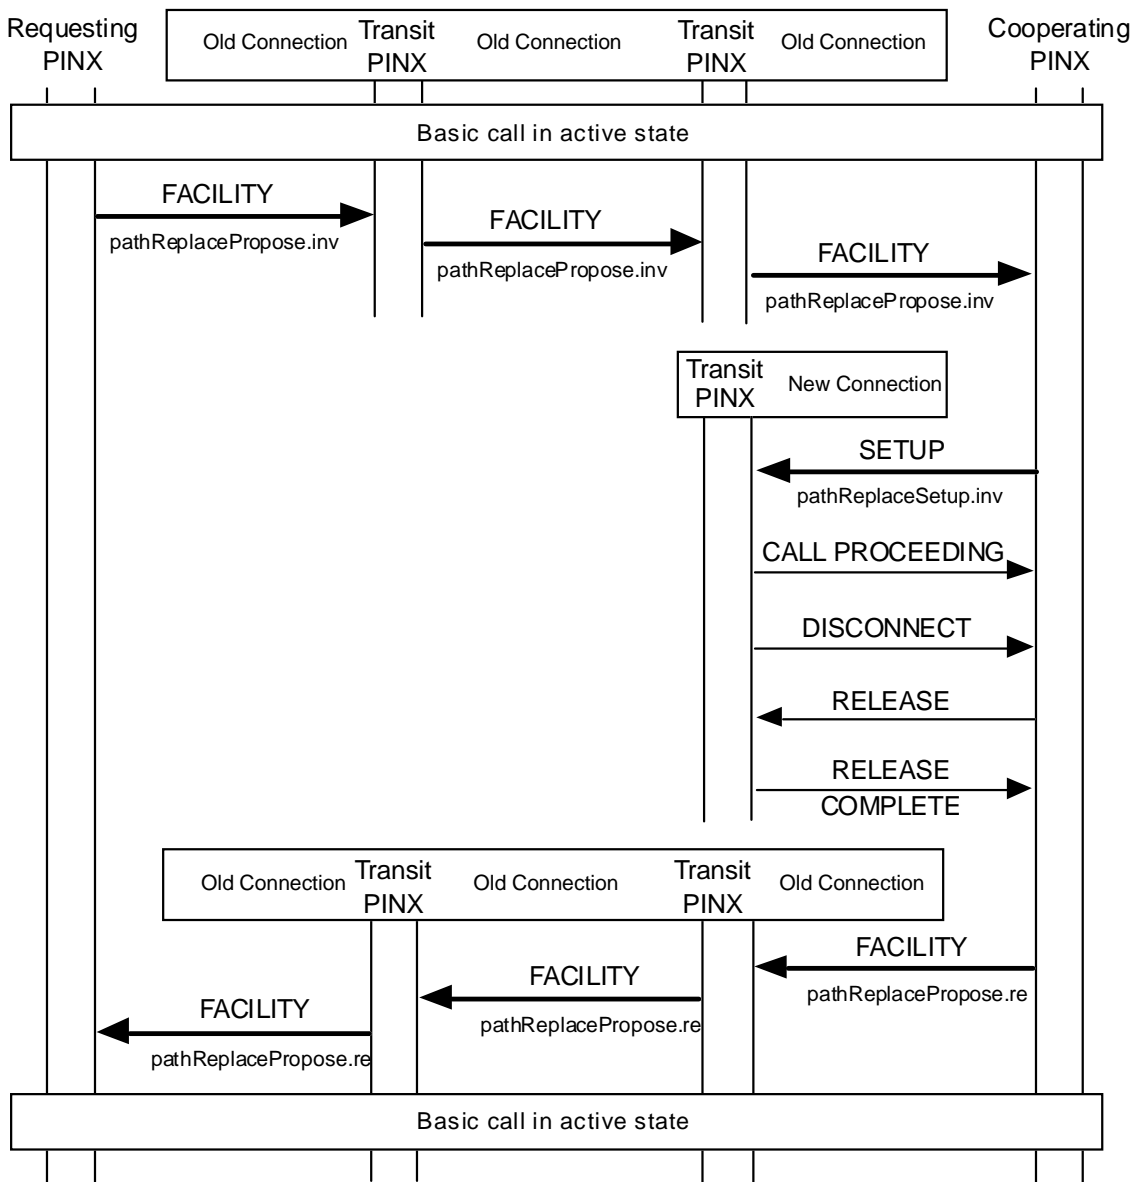 Requesting
PINX
Old Connection
Transit
PINX
Old Connection
Transit
PINX
Old Connection
Cooperating
PINX
Basic call in active state
FACILITY
pathReplacePropose.inv
FACILITY
pathReplacePropose.inv
FACILITY
pathReplacePropose.inv
Transit
PINX
New Connection
SETUP
pathReplaceSetup.inv
CALL PROCEEDING
DISCONNECT
RELEASE
RELEASE
COMPLETE
Old Connection
Transit
PINX
Old Connection
Transit
PINX
Old Connection
FACILITY
pathReplacePropose.re
FACILITY
pathReplacePropose.re
FACILITY
pathReplacePropose.re
Basic call in active state